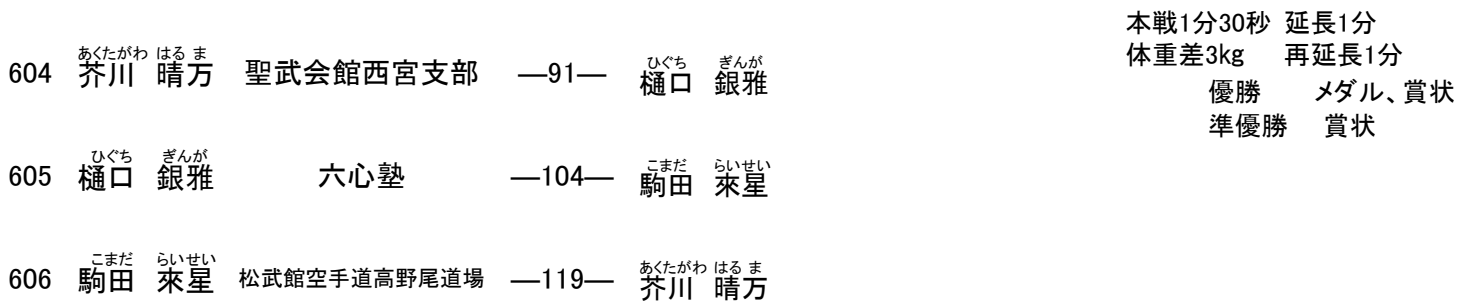 本戦1分30秒 延長1分
体重差3kg 再延長1分
優勝 メダル、賞状
準優勝 賞状
あくたがわ はる ま ひぐち ぎんが
604 芥川 晴万 聖武会館西宮支部 ―91― 樋口 銀雅
ひぐち ぎんが こまだ らいせい
605 樋口 銀雅 六心塾 ―104― 駒田 來星
こまだ らいせい あくたがわ はる ま
606 駒田 來星 松武館空手道高野尾道場 ―119― 芥川 晴万